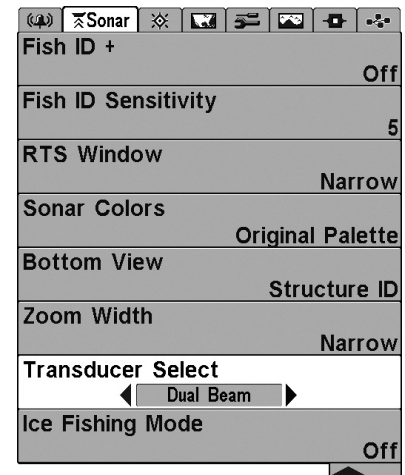 Sonar
Fish ID +
Off
Fish ID Sensitivity
5
RTS Window
Narrow
Sonar Colors
Original Palette
Bottom View
Structure ID
Zoom Width
Narrow
Transducer Select
Dual Beam
Ice Fishing Mode
Off